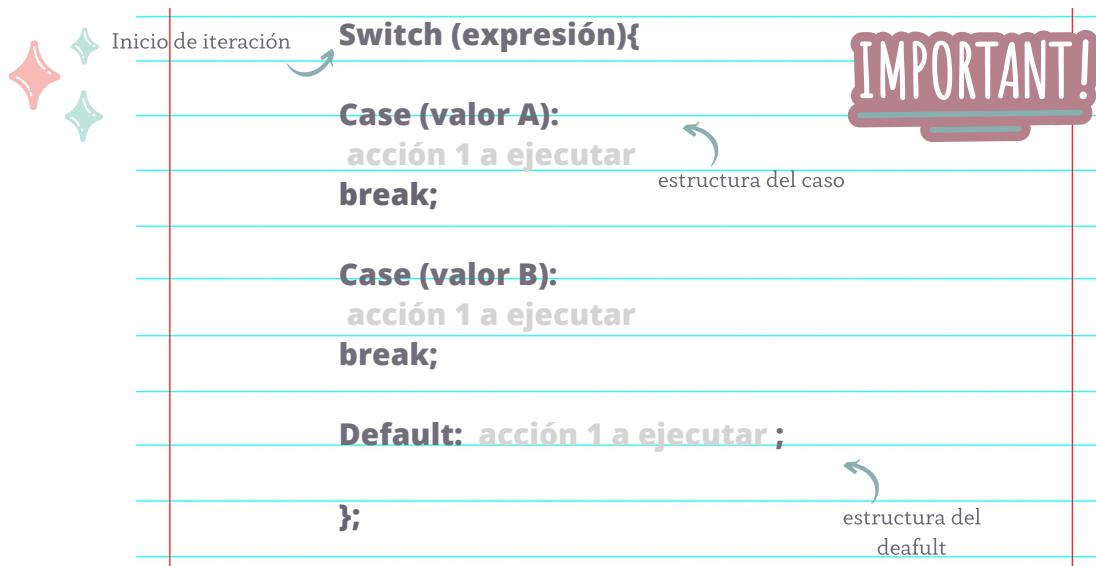 Inicio de iteración
Switch (expresión){
IMPORTANT!
Case (valor A):
acción 1 a ejecutar
estructura del caso
break;
Case (valor B):
acción 1 a ejecutar
break;
Default: acción 1 a ejecutar ;
};
estructura del
deafult